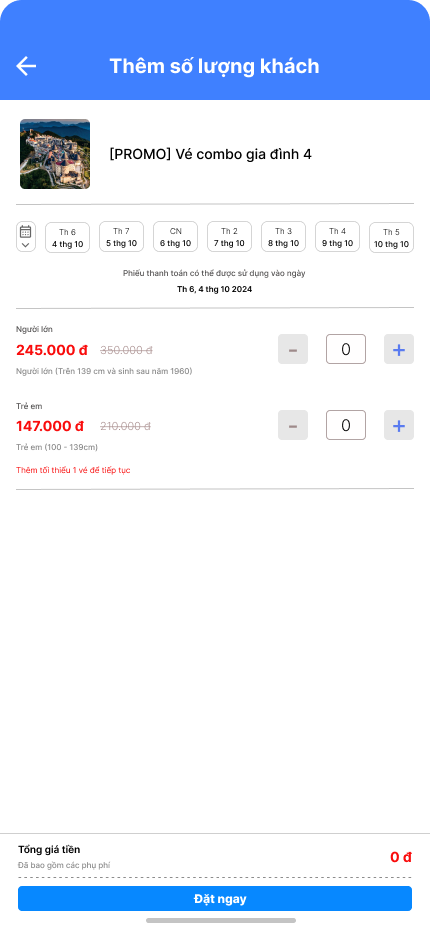 Thêm số lượng khách
[PROMO] Vé combo gia đình 4
Th 6 Th 7 CN Th 2 Th 3 Th 4 Th 5
4 thg 10 5 thg 10 6 thg 10 7 thg 10 8 thg 10 9 thg 10 10 thg 10
Phiếu thanh toán có thể được sử dụng vào ngày
Th 6, 4 thg 10 2024
Người lớn
245.000 đ 350.000 đ - 0 +
Người lớn (Trên 139 cm và sinh sau năm 1960)
Trẻ em
147.000 đ 210.000 đ - 0 +
Trẻ em (100 - 139cm)
Thêm tối thiểu 1 vé để tiếp tục
Tổng giá tiền
Đã bao gồm các phụ phí
0 đ
Đặt ngay